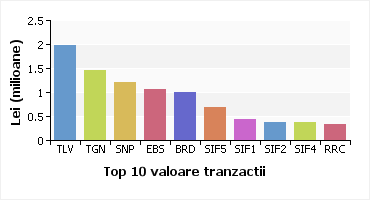 Lei (milioane)
2.5
2
1.5
1
0.5
0
TLV TGN SNP EBS BRD SIF5 SIF1 SIF2 SIF4 RRC
Top 10 valoare tranzactii